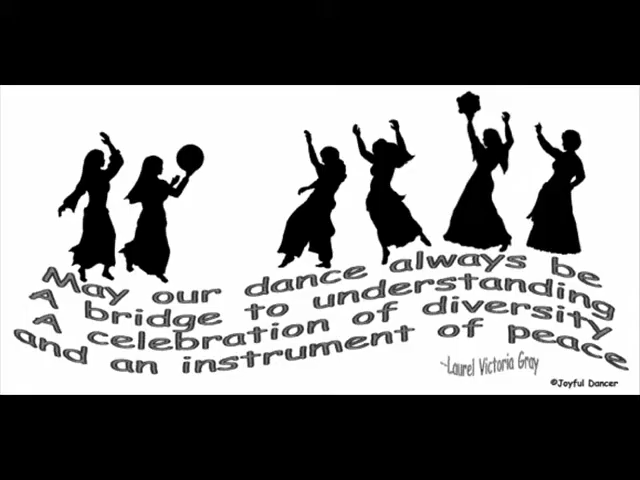 May our dance always be
A bridge to understanding
A celebration of diversity
and an instrument of peace
~Laurel Victoria Gray
©Joyful Dancer